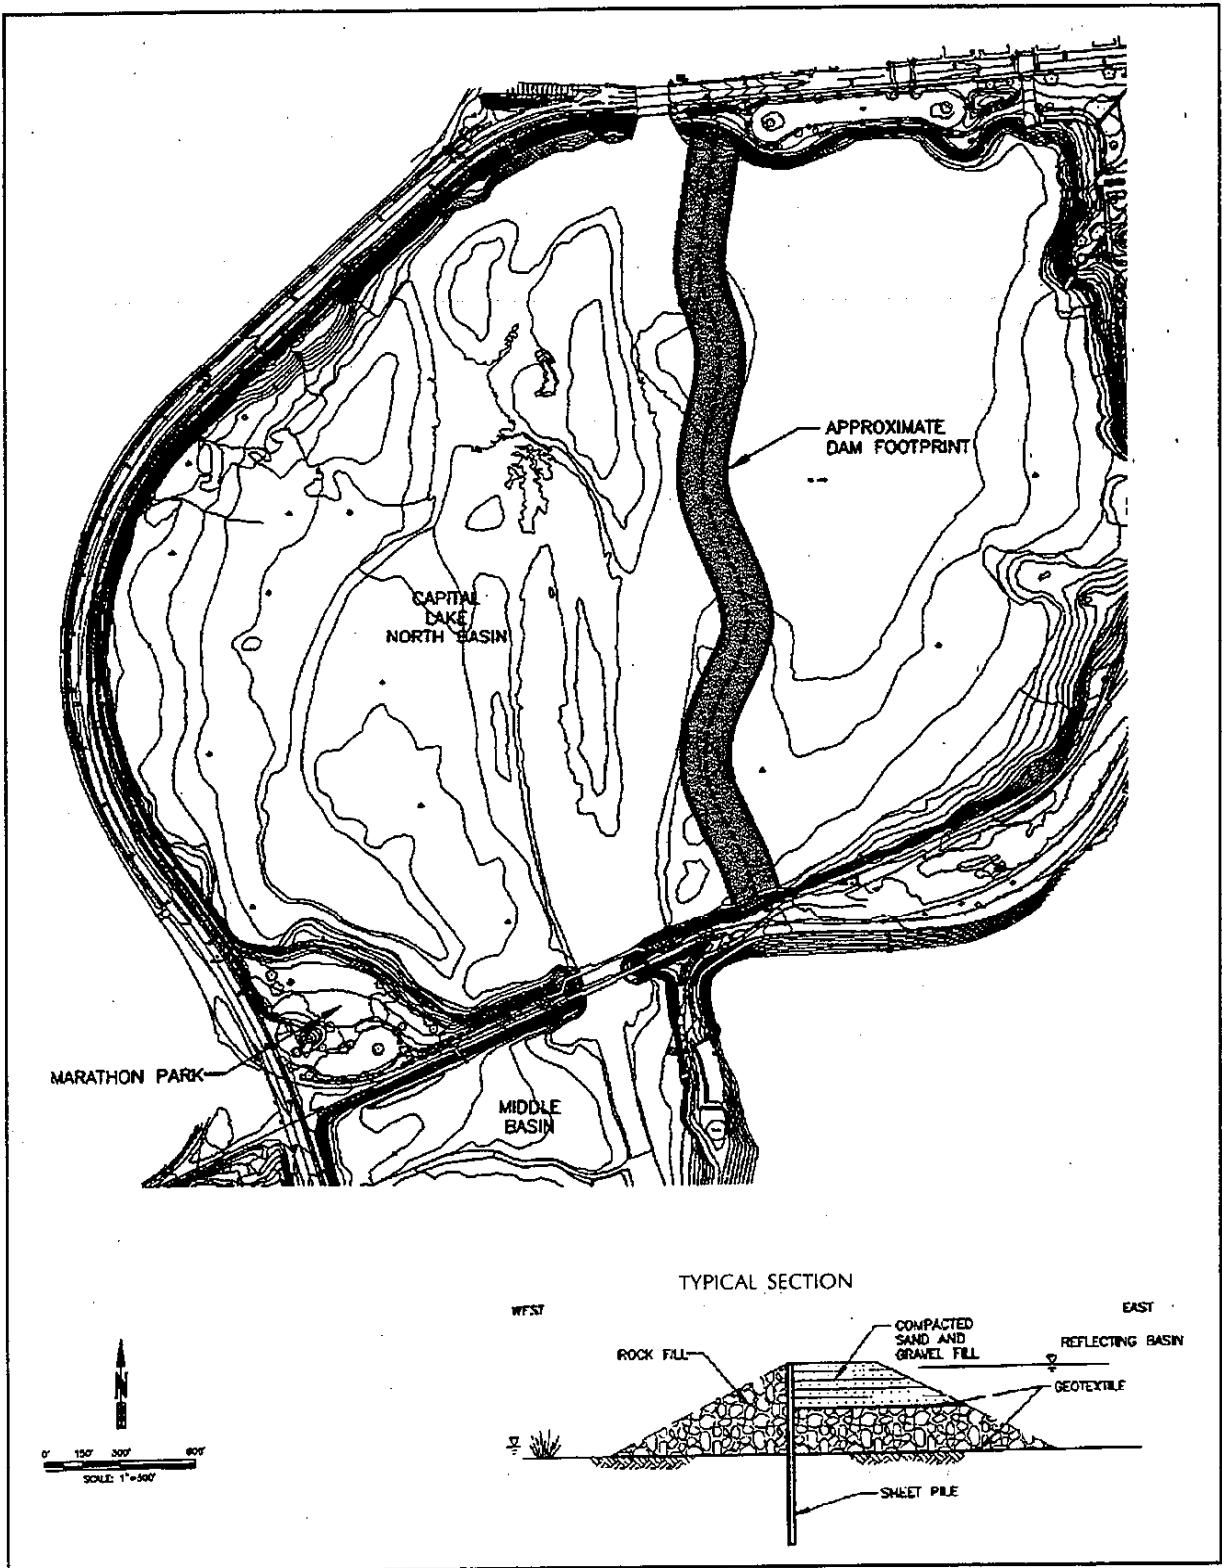 APPROXIMATE
DAM FOOTPRINT
CAPITAL
LAKE
NORTH BASIN
MARATHON PARK
MIDDLE
BASIN
TYPICAL SECTION
WEST
EAST
COMPACTED
SAND AND
GRAVEL FILL
REFLECTING BASIN
ROCK FILL
GEOTEXTILE
SHEET PILE
N
0' 150' 300' 600'
SCALE: 1"=300'